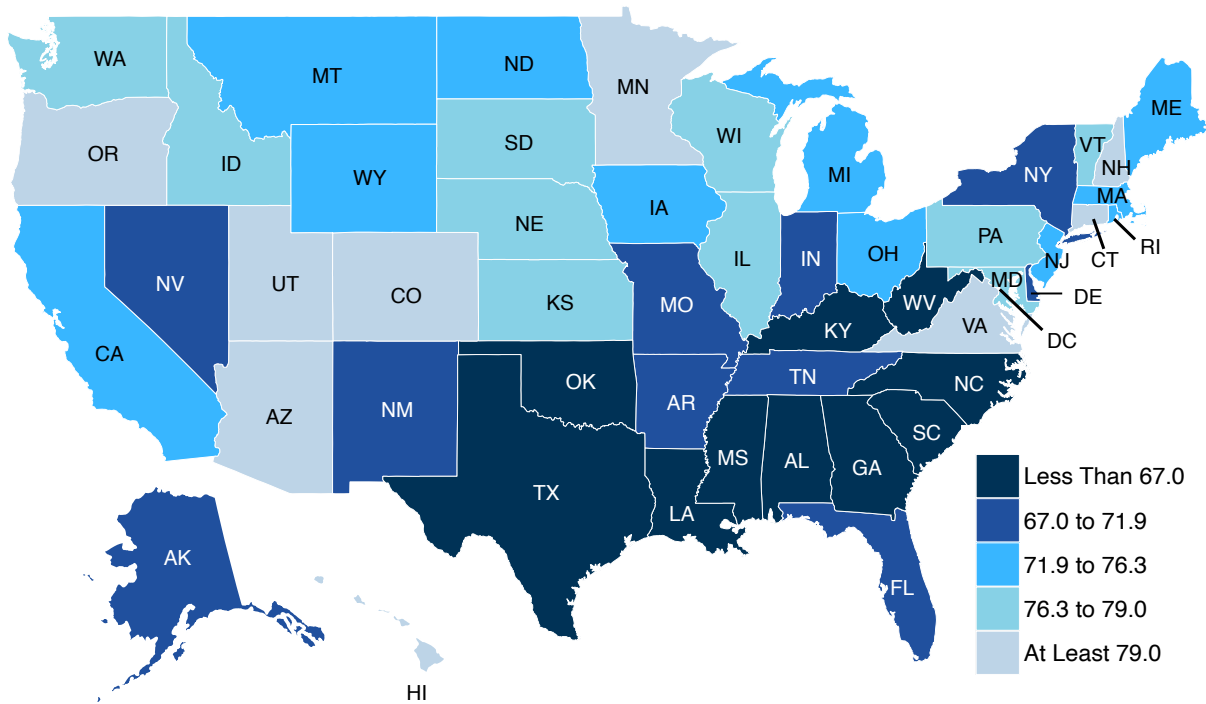 WA
MT
ND
MN
OR
ID
WY
SD
WI
MI
VT
NH
ME
NY
MA
NV
UT
CO
NE
IA
IL
IN
OH
PA
NJ
CT
RI
CA
KS
MO
KY
WV
MD
DE
VA
DC
AZ
NM
OK
AR
TN
NC
SC
TX
LA
MS
AL
GA
FL
AK
HI
Less Than 67.0
67.0 to 71.9
71.9 to 76.3
76.3 to 79.0
At Least 79.0